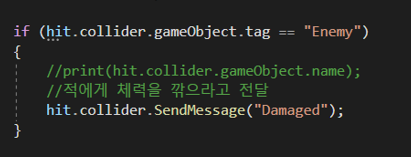 if (hit.collider.gameObject.tag == "Enemy")
{
//print(hit.collider.gameObject.name);
//적에게 체력을 깎으라고 전달
hit.collider.SendMessage("Damaged");
}